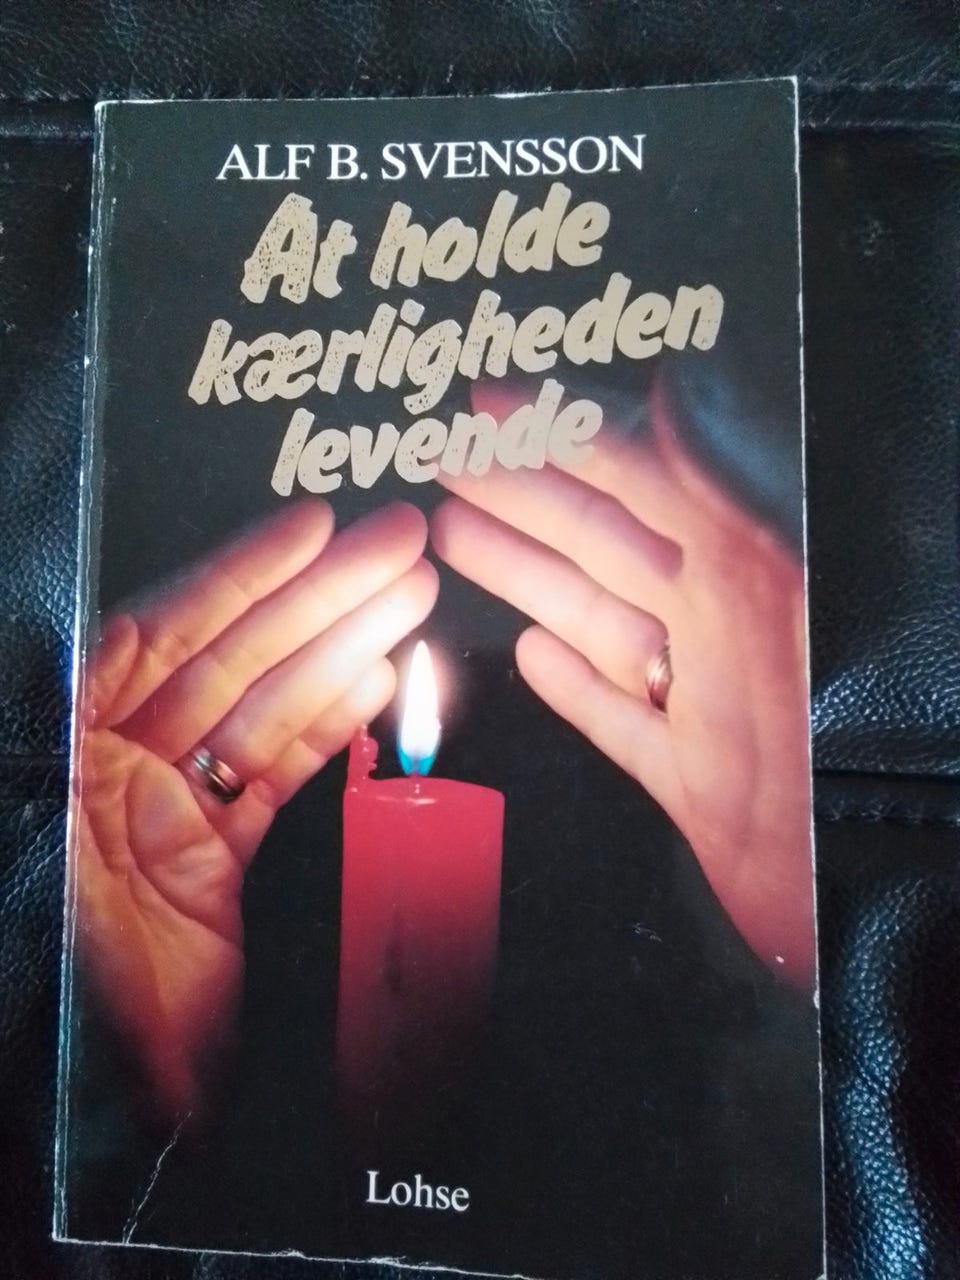 ALF B. SVENSSON
At holde
kærligheden
levende
Lohse